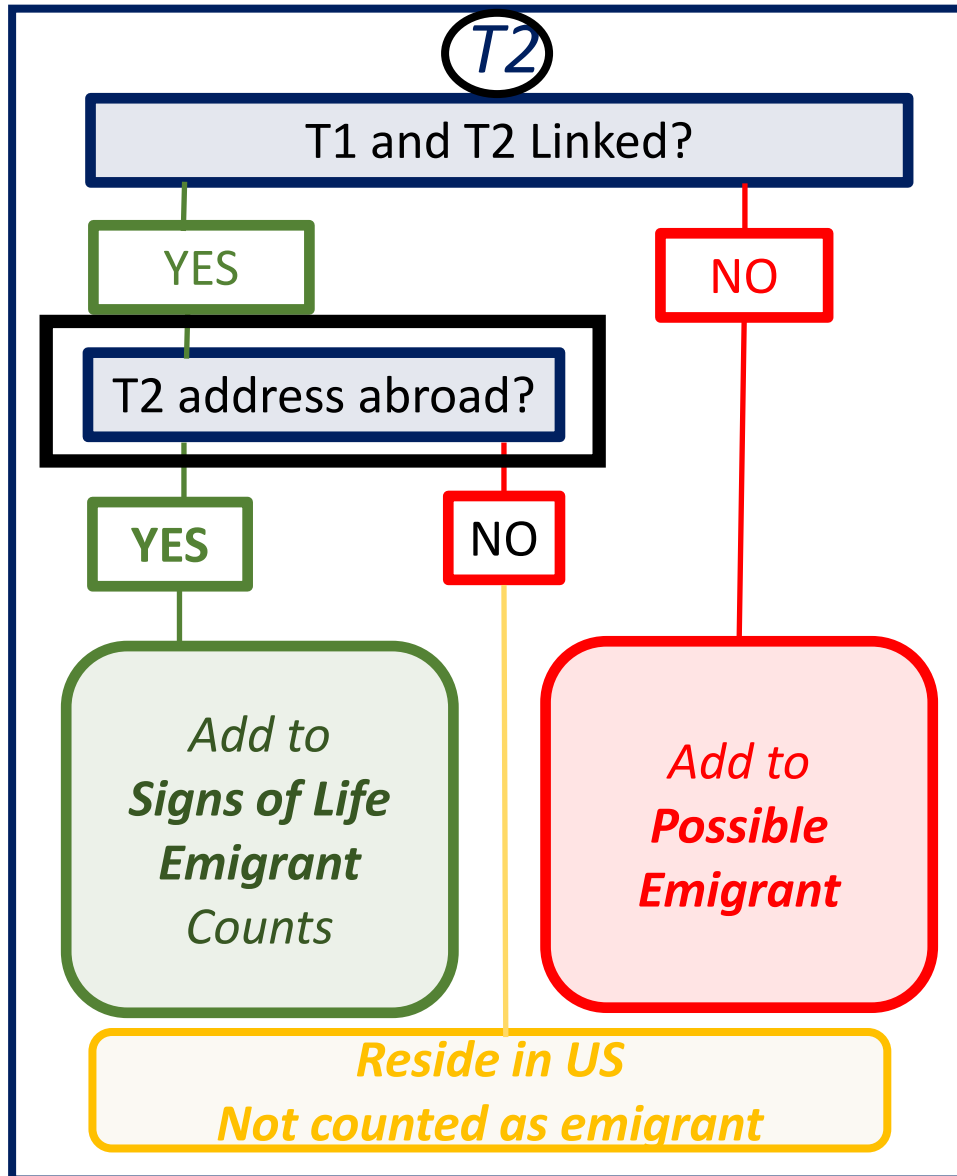 T2
T1 and T2 Linked?
YES
NO
T2 address abroad?
YES
NO
Add to
Signs of Life
Emigrant
Counts
Add to
Possible
Emigrant
Reside in US
Not counted as emigrant